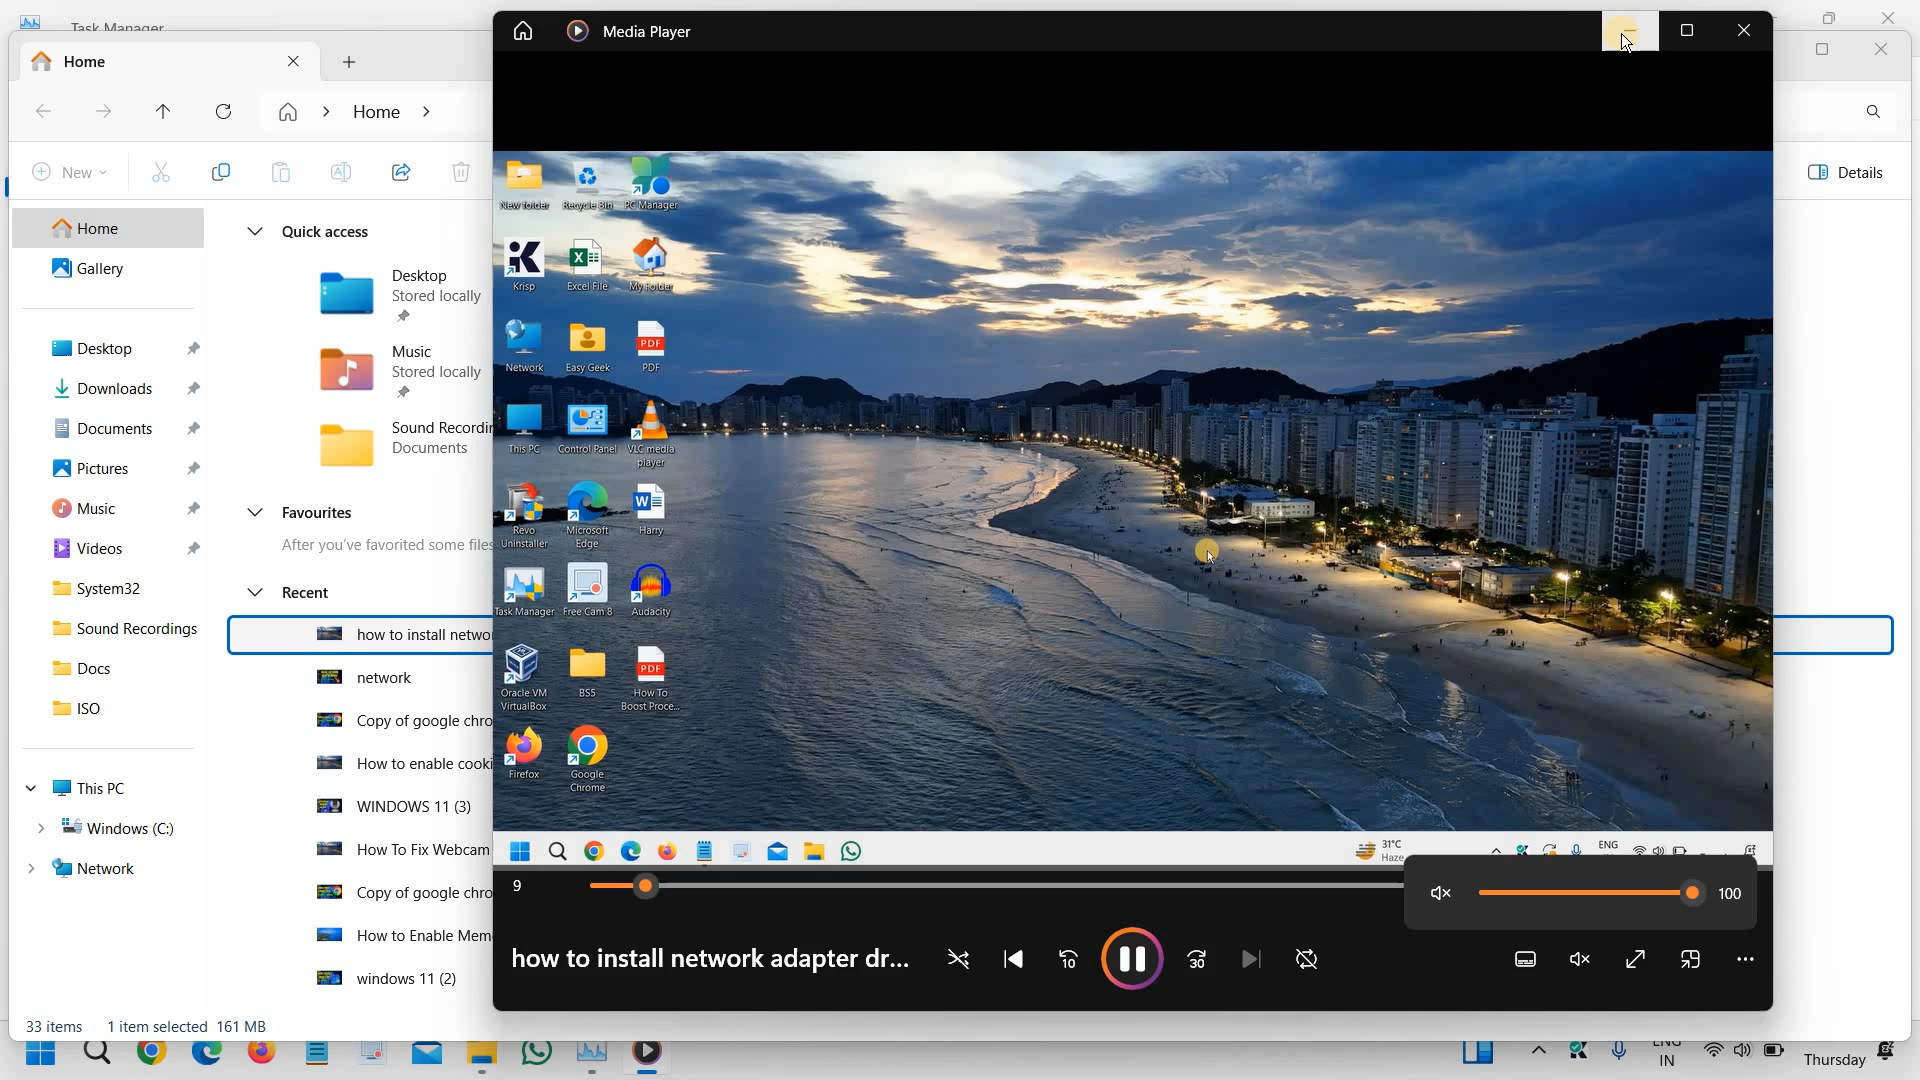 Task Manager
Home
Home
New
Details
Home
Gallery
Desktop
Downloads
Documents
Pictures
Music
Videos
System32
Sound Recordings
Docs
ISO
This PC
Windows (C:)
Network
Quick access
Desktop
Stored locally
Music
Stored locally
Sound Recordin
Documents
Favourites
After you've favorited some files
Recent
how to install netwo
network
Copy of google chro
How to enable cooki
WINDOWS 11 (3)
How To Fix Webcam
Copy of google chro
How to Enable Mem
windows 11 (2)
33 items 1 item selected 161 MB
Media Player
New folder Recycle Bin PC Manager
Krisp Excel File My Folder
Network Easy Geek PDF
This PC Control Panel VLC media
player
Revo Microsoft Harry
Uninstaller Edge
Task Manager Free Cam 8 Audacity
Oracle VM BS5 How To
VirtualBox Boost Proce...
Firefox Google
Chrome
31°C
Haze
ENG
9
100
how to install network adapter dr...
10
30
ENG
IN
Thursday